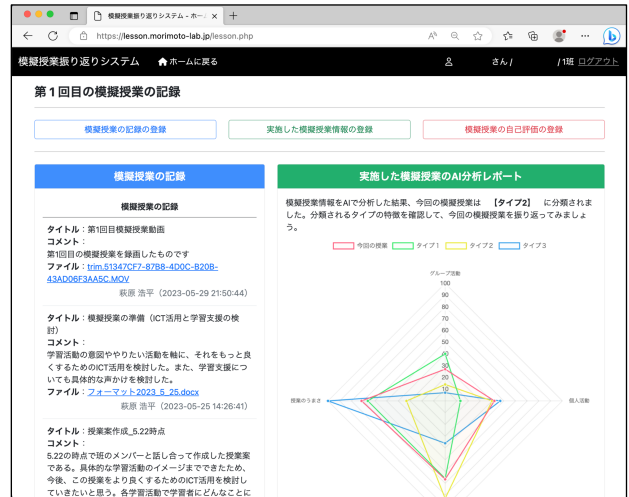 模擬授業振り返りシステム - ホーム
https://lesson.morimoto-lab.jp/lesson.php
模擬授業振り返りシステム ホームに戻る さん / / 1班 ログアウト
第1回目の模擬授業の記録
模擬授業の記録の登録 実施した模擬授業情報の登録 模擬授業の自己評価の登録
模擬授業の記録
模擬授業の記録
タイトル：第1回目模擬授業動画
コメント：
第1回目の模擬授業を録画したものです
ファイル：trim.51347CF7-87B8-4D0C-B20B-
43AD06F3AA5C.MOV
萩原 浩平（2023-05-29 21:50:44）
タイトル：模擬授業の準備（ICT活用と学習支援の検
討）
コメント：
学習活動の意図ややりたい活動を軸に、それをもっと良
くするためのICT活用を検討した。また、学習支援につ
いても具体的な声かけを検討した。
ファイル：フォーマット2023_5_25.docx
萩原 浩平（2023-05-25 14:26:41）
タイトル：授業案作成_5.22時点
コメント：
5.22の時点で班のメンバーと話し合って作成した授業案
である。具体的な学習活動のイメージまでできたため、
今後、この授業をより良くするためのICT活用を検討し
ていきたいと思う。各学習活動で学習者にどんなことに
実施した模擬授業のAI分析レポート
模擬授業情報をAIで分析した結果、今回の模擬授業は 【タイプ2】 に分類されま
した。分類されるタイプの特徴を確認して、今回の模擬授業を振り返ってみましょ
う。
今回の授業 タイプ1 タイプ2 タイプ3
グループ活動
100
90
80
70
60
50
40
30
20
10
授業のうまさ 個人活動